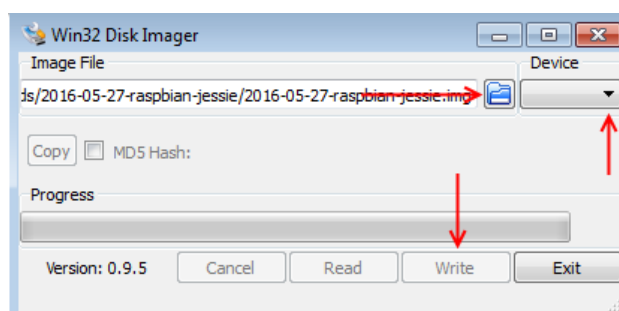 Win32 Disk Imager
Image File
Device
ds/2016-05-27-raspbian-jessie/2016-05-27-raspbian-jessie.img
Copy
MD5 Hash:
Progress
Version: 0.9.5
Cancel
Read
Write
Exit